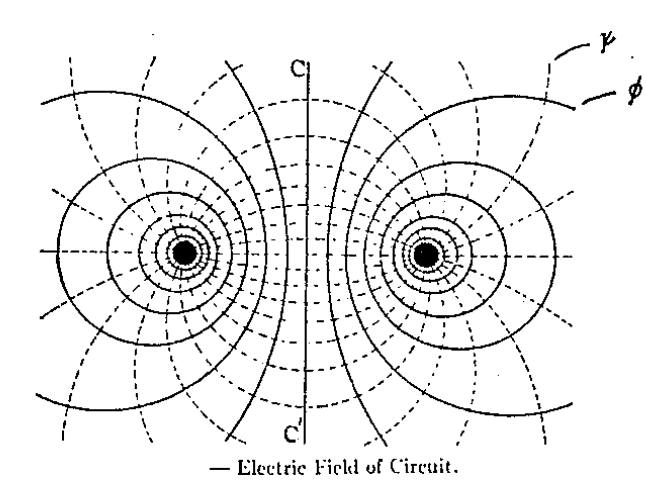 C
ψ
ϕ
C'
— Electric Field of Circuit.